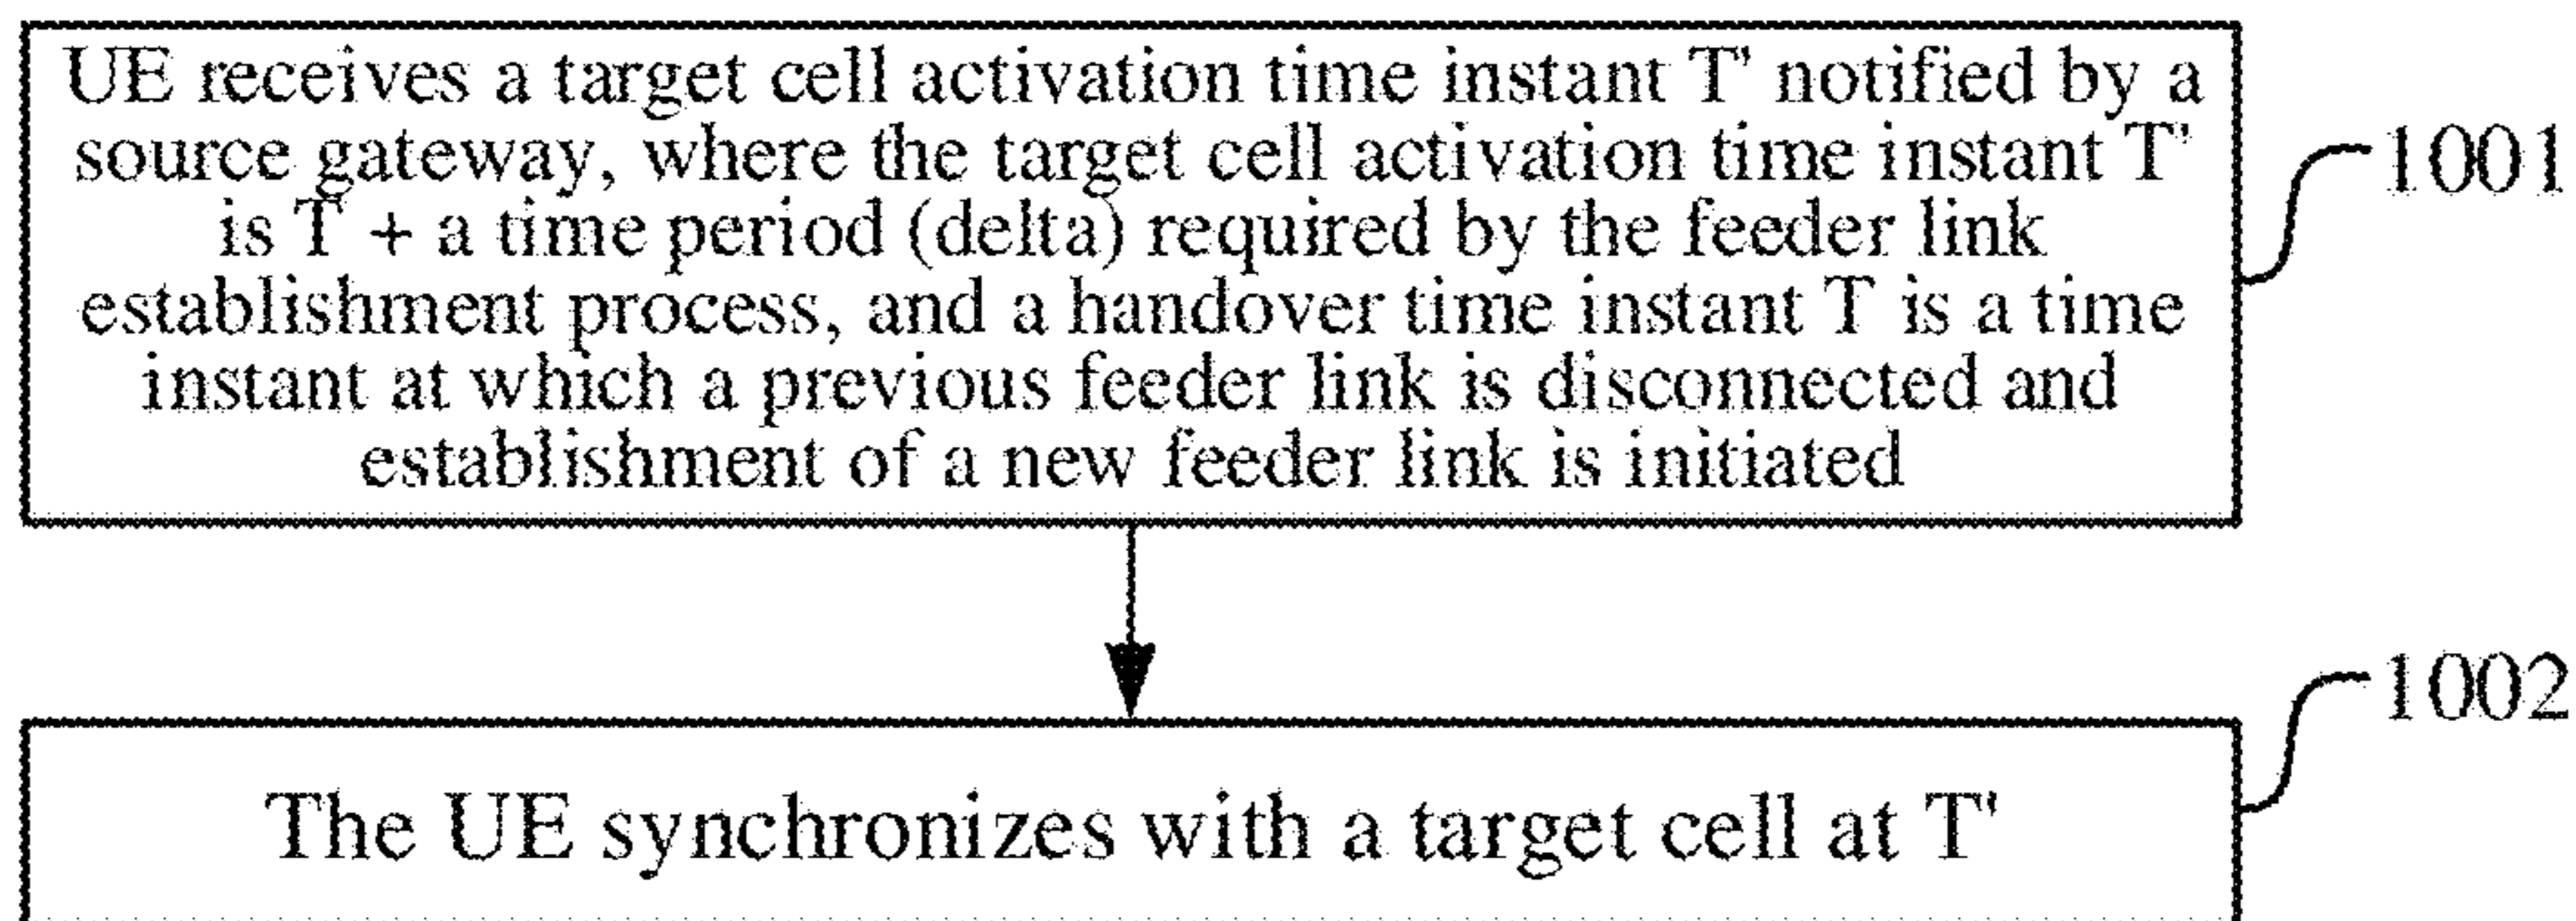 UE receives a target cell activation time instant T' notified by a
source gateway, where the target cell activation time instant T'
is T + a time period (delta) required by the feeder link
establishment process, and a handover time instant T is a time
instant at which a previous feeder link is disconnected and
establishment of a new feeder link is initiated
1001
The UE synchronizes with a target cell at T'
1002